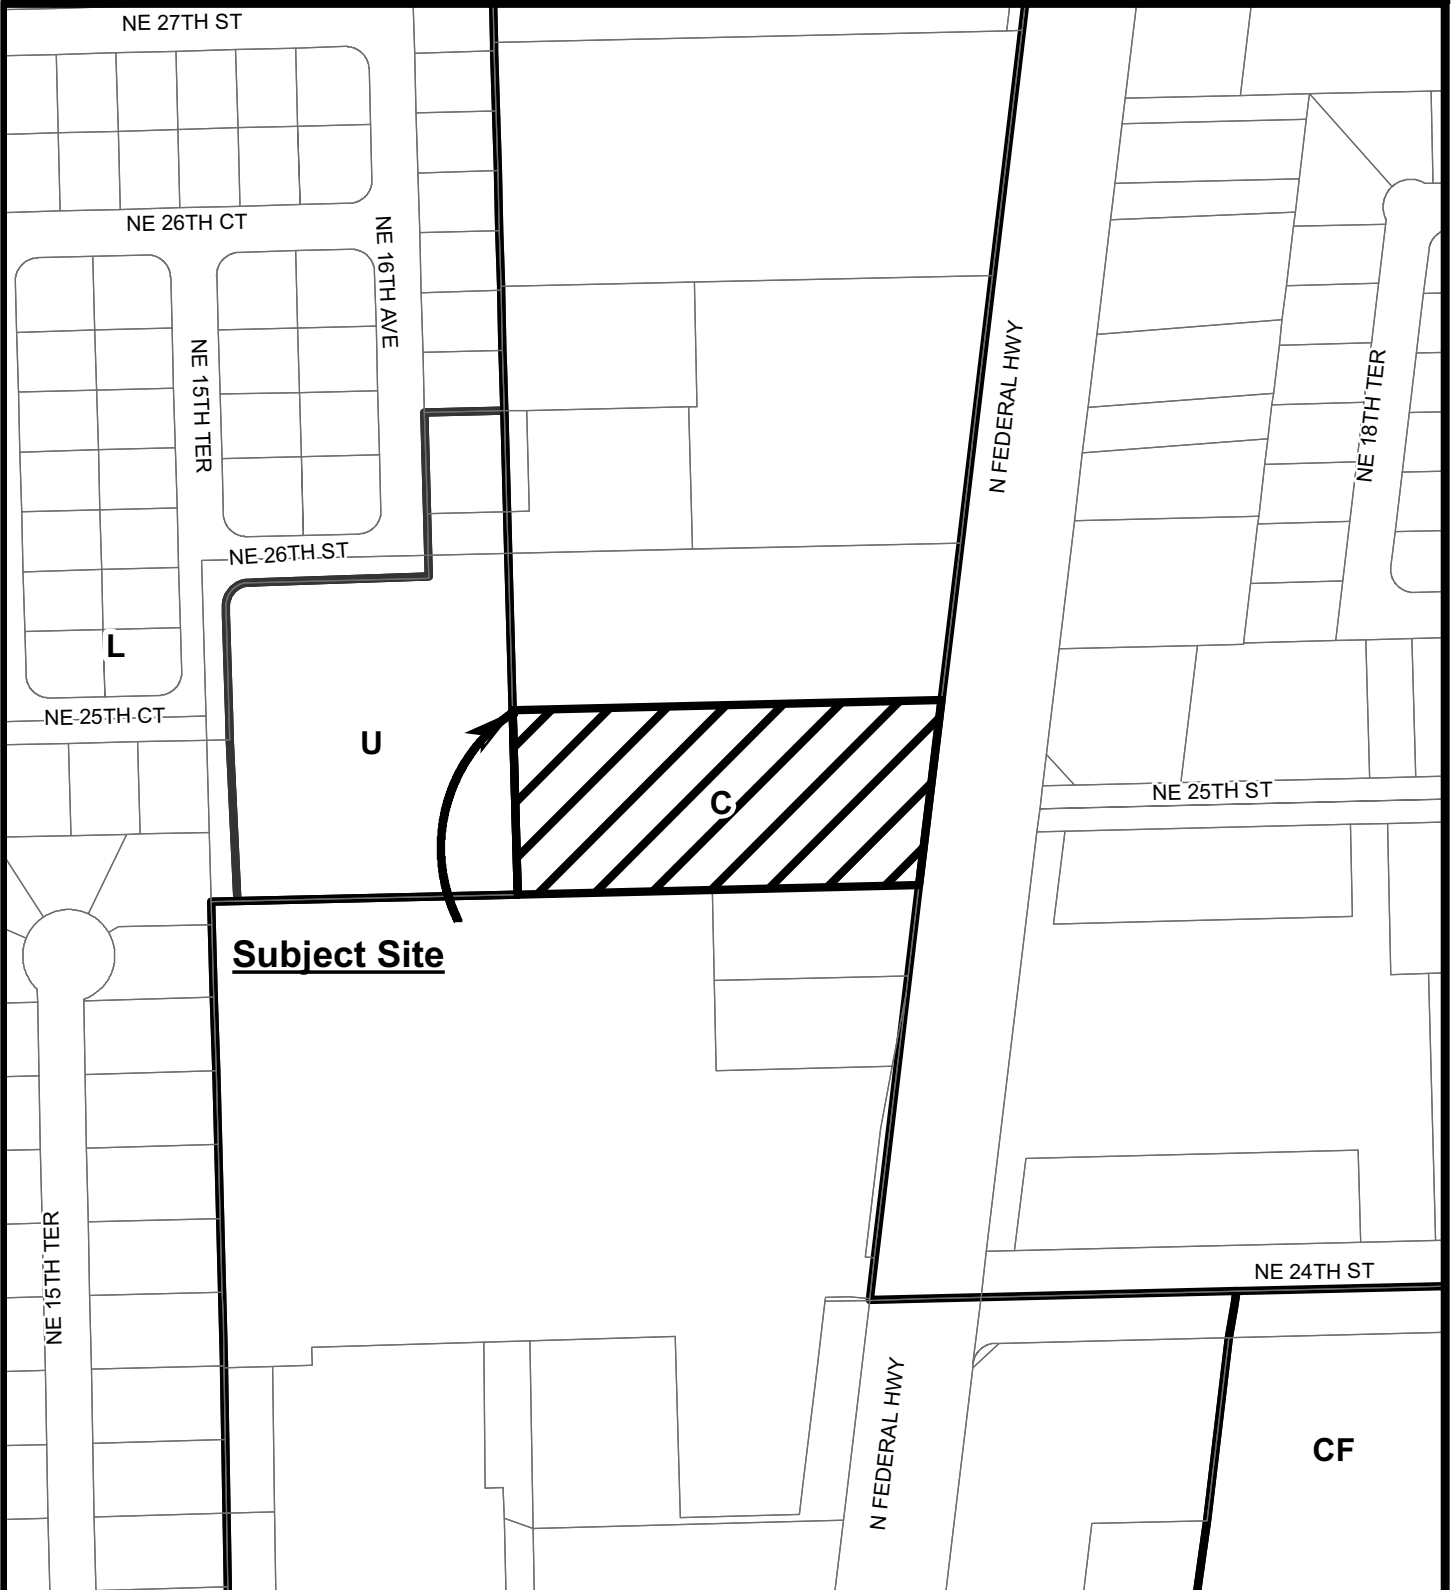 NE 27TH ST
NE 26TH CT
NE 16TH AVE
NE 15TH TER
N FEDERAL HWY
NE 18TH TER
NE 26TH ST
L
NE 25TH CT
U
C
NE 25TH ST
Subject Site
NE 15TH TER
NE 24TH ST
N FEDERAL HWY
CF